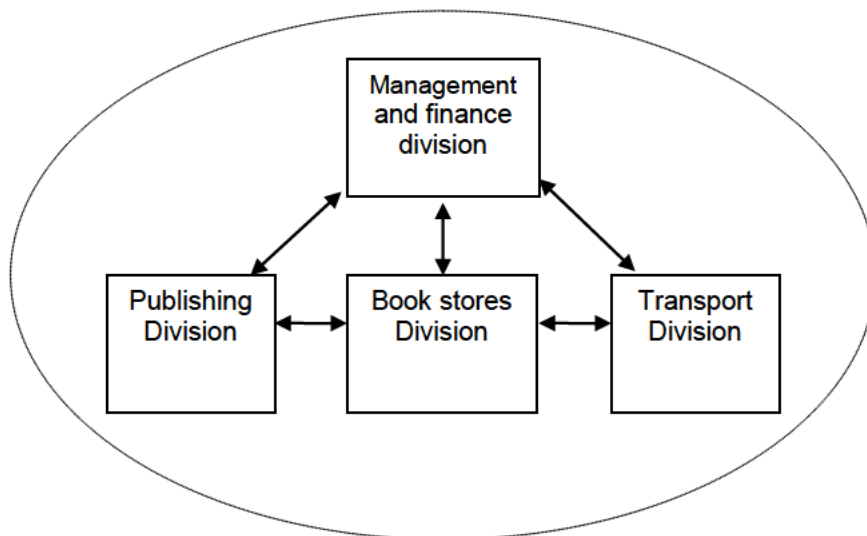 Management
and finance
division
Publishing
Division
Book stores
Division
Transport
Division